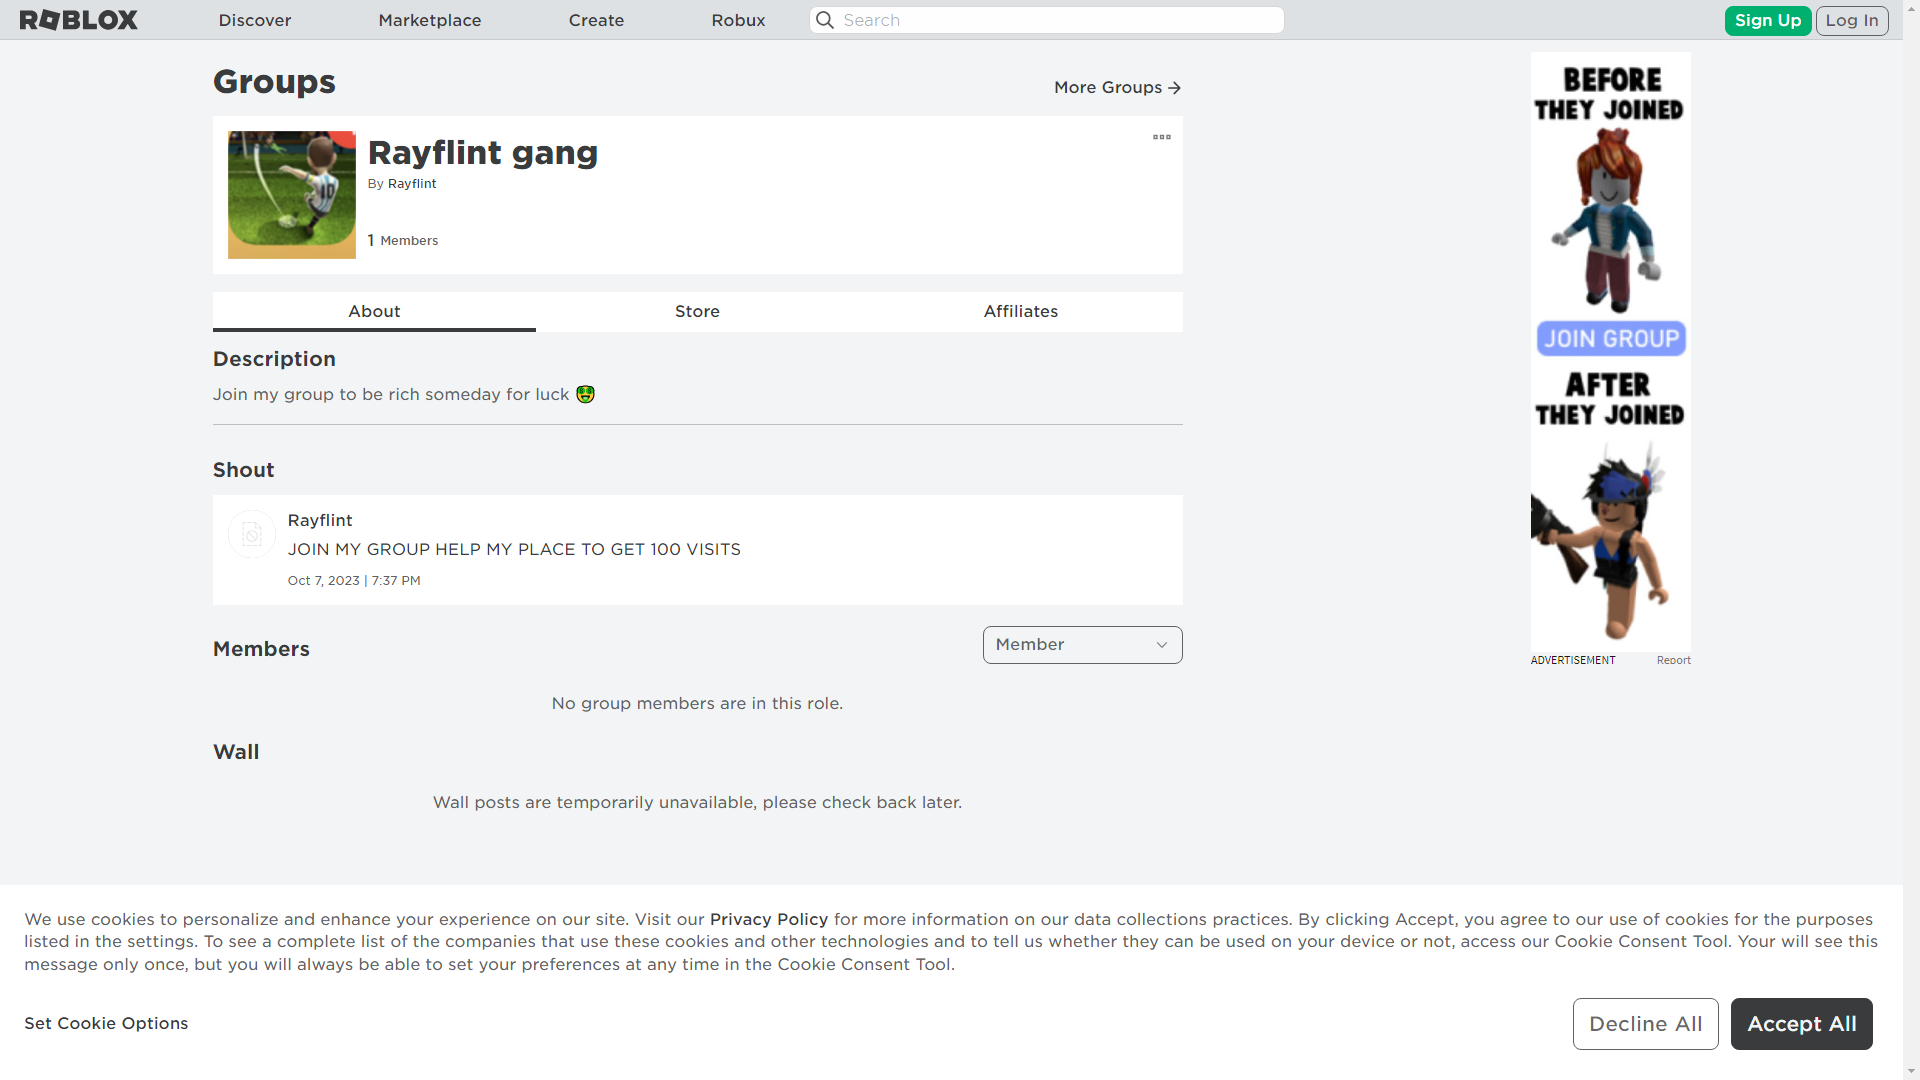 ROBLOX
Discover
Marketplace
Create
Robux
Search
Sign Up
Log In
Groups
More Groups
Rayflint gang
By Rayflint
1 Members
About
Store
Affiliates
Description
Join my group to be rich someday for luck 🤑
Shout
Rayflint
JOIN MY GROUP HELP MY PLACE TO GET 100 VISITS
Oct 7, 2023 | 7:37 PM
Members
Member
No group members are in this role.
Wall
Wall posts are temporarily unavailable, please check back later.
BEFORE
THEY JOINED
JOIN GROUP
AFTER
THEY JOINED
ADVERTISEMENT
Report
We use cookies to personalize and enhance your experience on our site. Visit our Privacy Policy for more information on our data collections practices. By clicking Accept, you agree to our use of cookies for the purposes
listed in the settings. To see a complete list of the companies that use these cookies and other technologies and to tell us whether they can be used on your device or not, access our Cookie Consent Tool. Your will see this
message only once, but you will always be able to set your preferences at any time in the Cookie Consent Tool.
Set Cookie Options
Decline All
Accept All